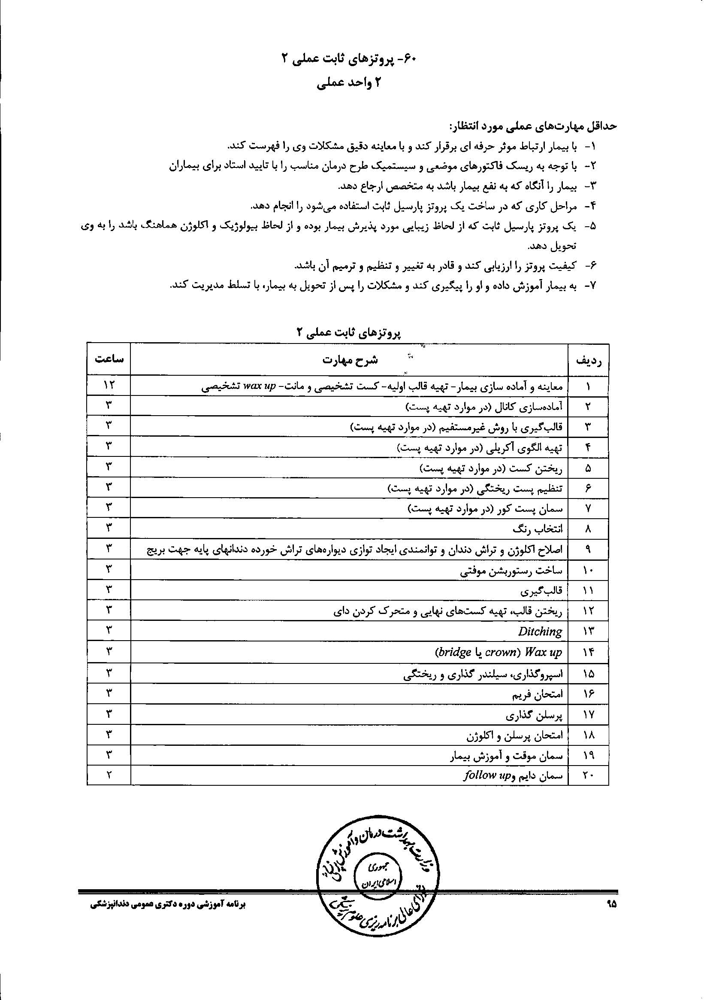 ۶۰- پروتزهای ثابت عملی ۲
۲ واحد عملی
حداقل مهارت‌های عملی مورد انتظار:
۱- با بیمار ارتباط موثر حرفه ای برقرار کند و با معاینه دقیق مشکلات وی را فهرست کند.
۲- با توجه به ریسک فاکتورهای موضعی و سیستمیک طرح درمان مناسب را با تایید استاد برای بیماران
۳- بیمار را آنگاه که به نفع بیمار باشد به متخصص ارجاع دهد.
۴- مراحل کاری که در ساخت یک پروتز پارسیل ثابت استفاده می‌شود را انجام دهد.
۵- یک پروتز پارسیل ثابت که از لحاظ زیبایی مورد پذیرش بیمار بوده و از لحاظ بیولوژیک و اکلوژن هماهنگ باشد را به وی
تحویل دهد.
۶- کیفیت پروتز را ارزیابی کند و قادر به تغییر و تنظیم و ترمیم آن باشد.
۷- به بیمار آموزش داده و او را پیگیری کند و مشکلات را پس از تحویل به بیمار، با تسلط مدیریت کند.
پروتزهای ثابت عملی ۲
ردیف شرح مهارت ساعت
۱ معاینه و آماده سازی بیمار- تهیه قالب اولیه- کست تشخیصی و مانت- wax up تشخیصی ۱۲
۲ آماده‌سازی کانال (در موارد تهیه پست) ۳
۳ قالب‌گیری با روش غیرمستفیم (در موارد تهیه پست) ۳
۴ تهیه الگوی آکریلی (در موارد تهیه پست) ۳
۵ ریختن کست (در موارد تهیه پست) ۳
۶ تنظیم پست ریختگی (در موارد تهیه پست) ۳
۷ سمان پست کور (در موارد تهیه پست) ۳
۸ انتخاب رنگ ۳
۹ اصلاح اکلوژن و تراش دندان و توانمندی ایجاد توازی دیواره‌های تراش خورده دندانهای پایه جهت بریج ۳
۱۰ ساخت رستوریشن موفتی ۳
۱۱ قالب‌گیری ۳
۱۲ ریختن قالب، تهیه کست‌های نهایی و متحرک کردن دای ۳
۱۳ Ditching ۳
۱۴ Wax up (crown یا bridge) ۳
۱۵ اسپروگذاری، سیلندر گذاری و ریختگی ۳
۱۶ امتحان فریم ۳
۱۷ پرسلن گذاری ۳
۱۸ امتحان پرسلن و اکلوژن ۳
۱۹ سمان موقت و آموزش بیمار ۳
۲۰ سمان دایم و follow up ۲
وزارت بهداشت درمان و آموزش پزشکی
جمهوری
اسلامی ایران
شورای عالی برنامه ریزی علوم پزشکی
۹۵ برنامه آموزشی دوره دکتری عمومی دندانپزشکی